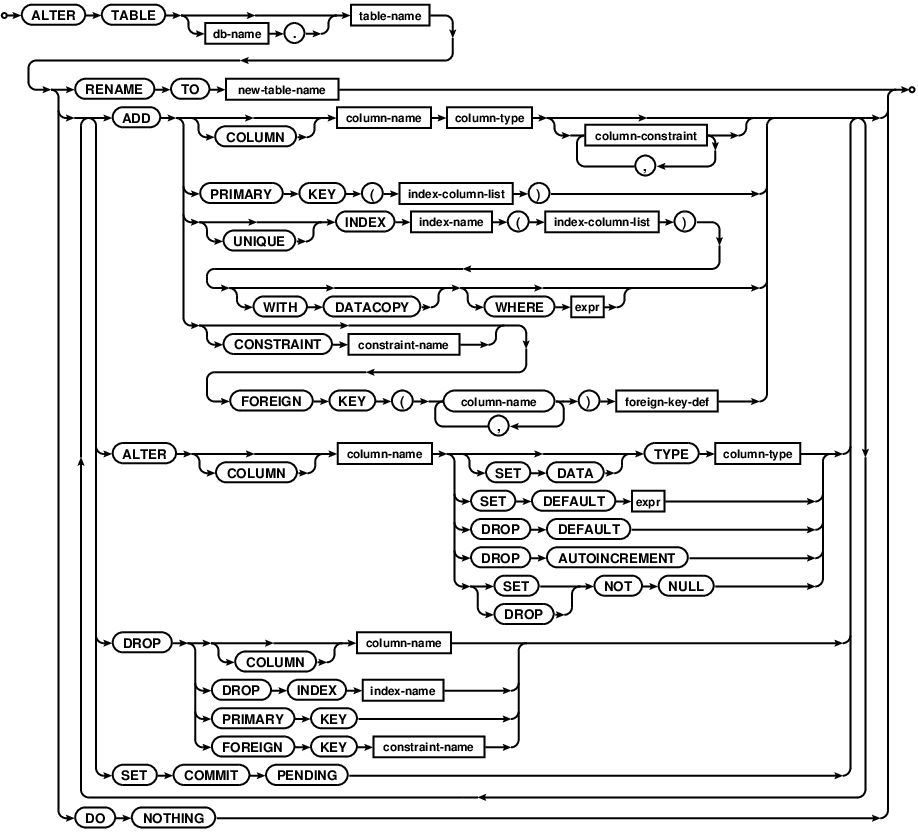 ALTER TABLE table-name
db-name .
RENAME TO new-table-name
ADD column-name column-type
COLUMN column-constraint
,
PRIMARY KEY ( index-column-list )
INDEX index-name ( index-column-list )
UNIQUE
WITH DATACOPY WHERE expr
CONSTRAINT constraint-name
FOREIGN KEY ( column-name ) foreign-key-def
,
ALTER column-name TYPE column-type
COLUMN SET DATA
SET DEFAULT expr
DROP DEFAULT
DROP AUTOINCREMENT
SET NOT NULL
DROP
DROP column-name
COLUMN
DROP INDEX index-name
PRIMARY KEY
FOREIGN KEY constraint-name
SET COMMIT PENDING
DO NOTHING